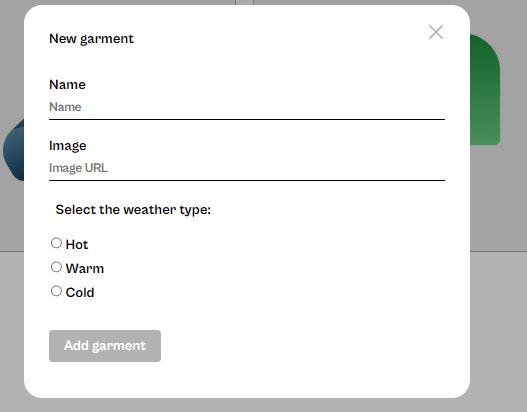 New garment
Name
Name
Image
Image URL
Select the weather type:
Hot
Warm
Cold
Add garment